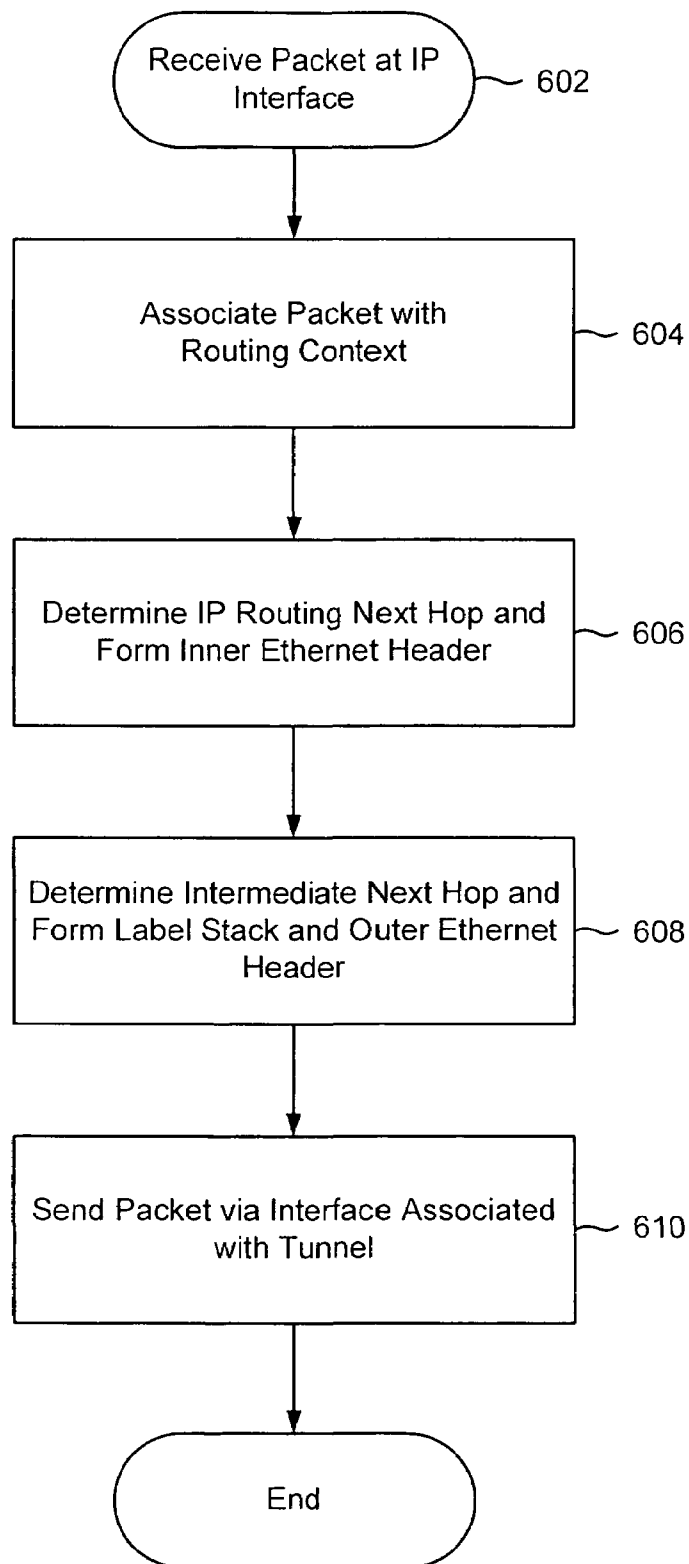 Receive Packet at IP
Interface
602
Associate Packet with
Routing Context
604
Determine IP Routing Next Hop and
Form Inner Ethernet Header
606
Determine Intermediate Next Hop and
Form Label Stack and Outer Ethernet
Header
608
Send Packet via Interface Associated
with Tunnel
610
End